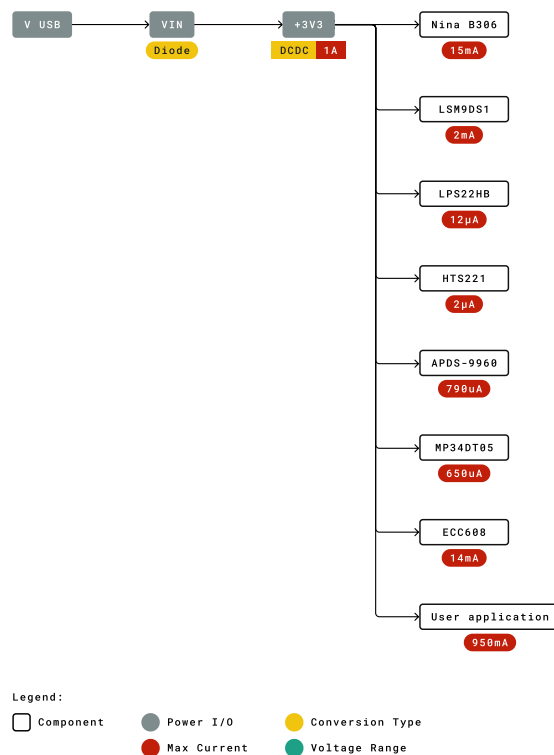 V USB
VIN
+3V3
Nina B306
Diode
DCDC 1A
15mA
LSM9DS1
2mA
LPS22HB
12µA
HTS221
2µA
APDS-9960
790uA
MP34DT05
650uA
ECC608
14mA
User application
950mA
Legend:
Component
Power I/O
Conversion Type
Max Current
Voltage Range